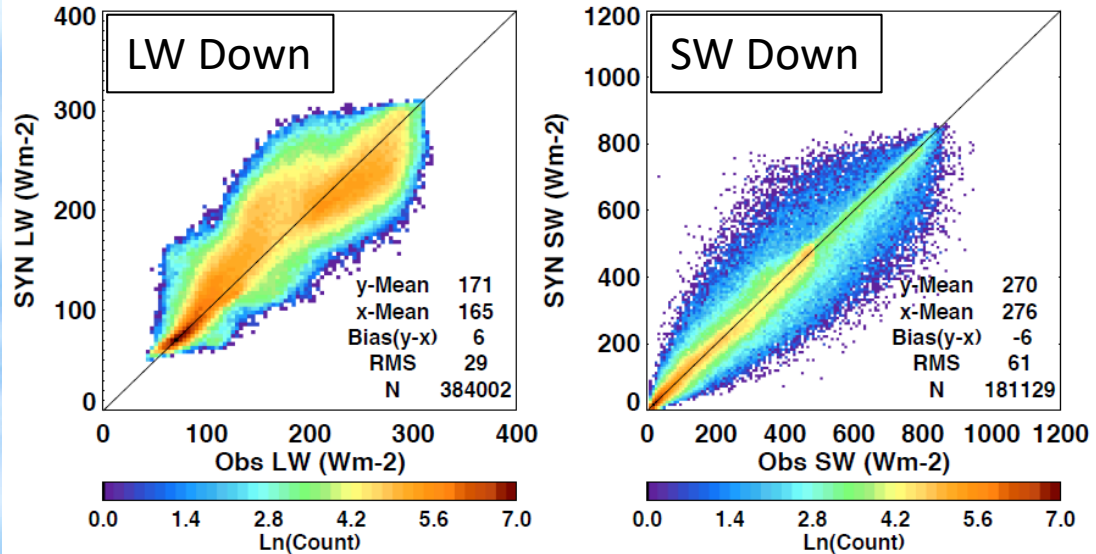 LW Down
400
300
200
100
0
SYN LW (Wm-2)
y-Mean 171
x-Mean 165
Bias(y-x) 6
RMS 29
N 384002
0 100 200 300 400
Obs LW (Wm-2)
0.0 1.4 2.8 4.2 5.6 7.0
Ln(Count)
SW Down
1200
1000
800
600
400
200
0
SYN SW (Wm-2)
y-Mean 270
x-Mean 276
Bias(y-x) -6
RMS 61
N 181129
0 200 400 600 800 1000 1200
Obs SW (Wm-2)
0.0 1.4 2.8 4.2 5.6 7.0
Ln(Count)